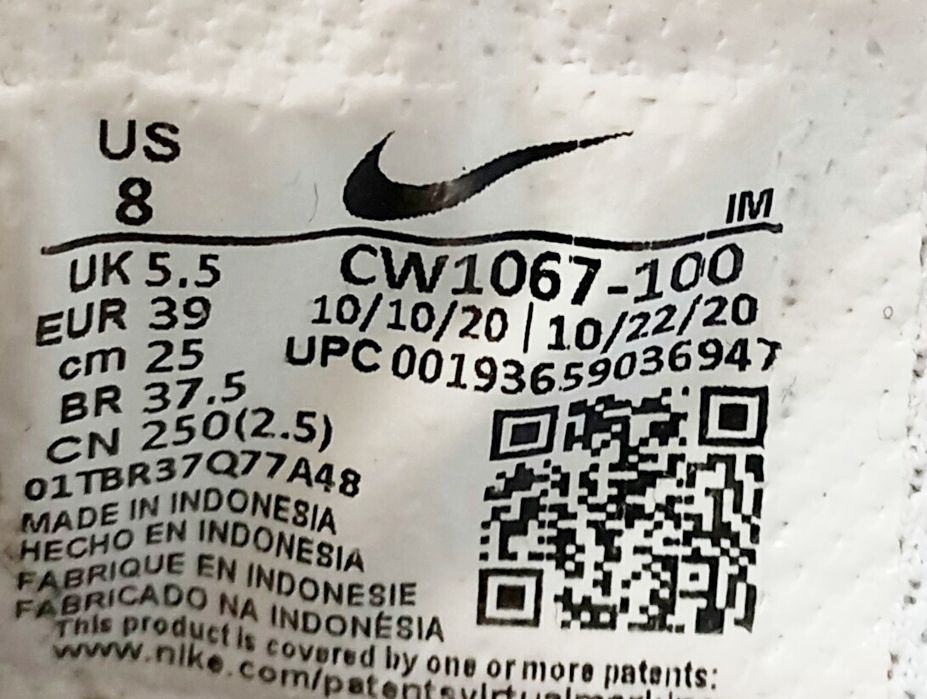 US
8
IM
UK 5.5
EUR 39
cm 25
BR 37.5
CN 250(2.5)
CW1067-100
10/10/20 | 10/22/20
UPC 00193659036947
01TBR37Q77A48
MADE IN INDONESIA
HECHO EN INDONESIA
FABRIQUE EN INDONESIE
FABRICADO NA INDONÉSIA
This product is covered by one or more patents:
www.nike.com/patentsvirtualmarking